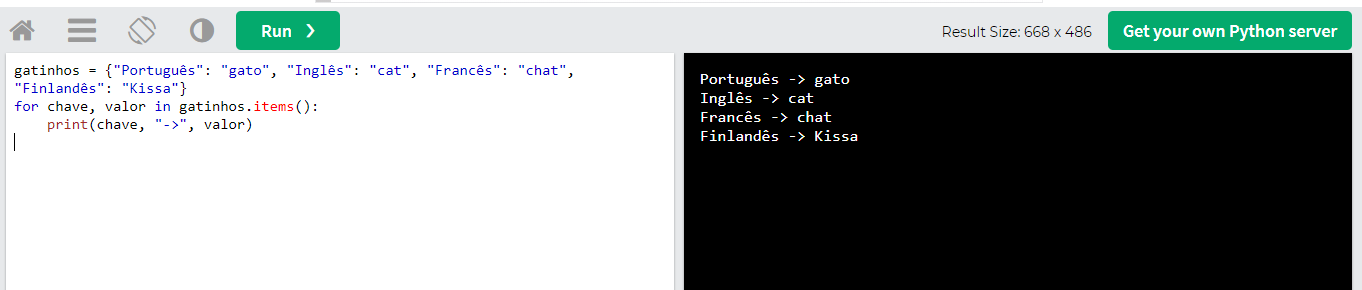 Run ❯
Result Size: 668 x 486
Get your own Python server
gatinhos = {"Português": "gato", "Inglês": "cat", "Francês": "chat",
"Finlandês": "Kissa"}
for chave, valor in gatinhos.items():
    print(chave, "->", valor)
Português -> gato
Inglês -> cat
Francês -> chat
Finlandês -> Kissa